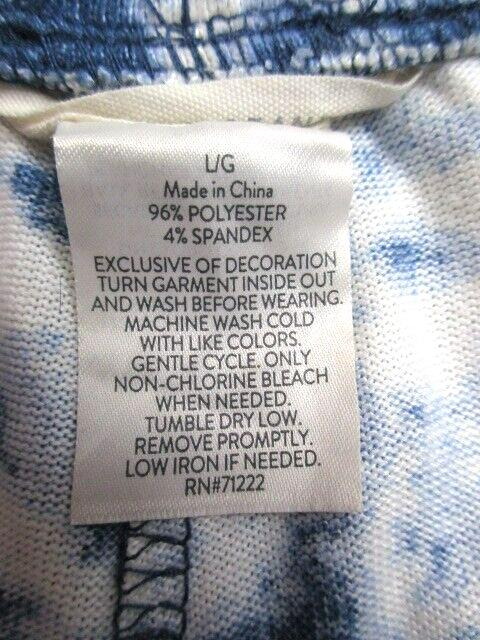 L/G
Made in China
96% POLYESTER
4% SPANDEX
EXCLUSIVE OF DECORATION
TURN GARMENT INSIDE OUT
AND WASH BEFORE WEARING.
MACHINE WASH COLD
WITH LIKE COLORS.
GENTLE CYCLE. ONLY
NON-CHLORINE BLEACH
WHEN NEEDED.
TUMBLE DRY LOW.
REMOVE PROMPTLY.
LOW IRON IF NEEDED.
RN#71222